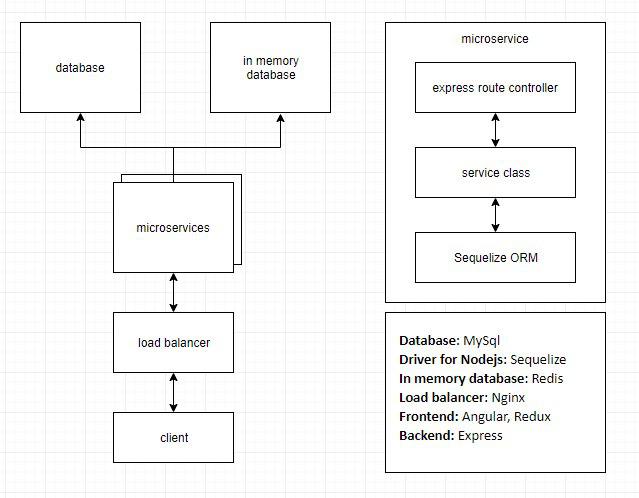 database
in memory
database
microservices
load balancer
client
microservice
express route controller
service class
Sequelize ORM
Database: MySql
Driver for Nodejs: Sequelize
In memory database: Redis
Load balancer: Nginx
Frontend: Angular, Redux
Backend: Express